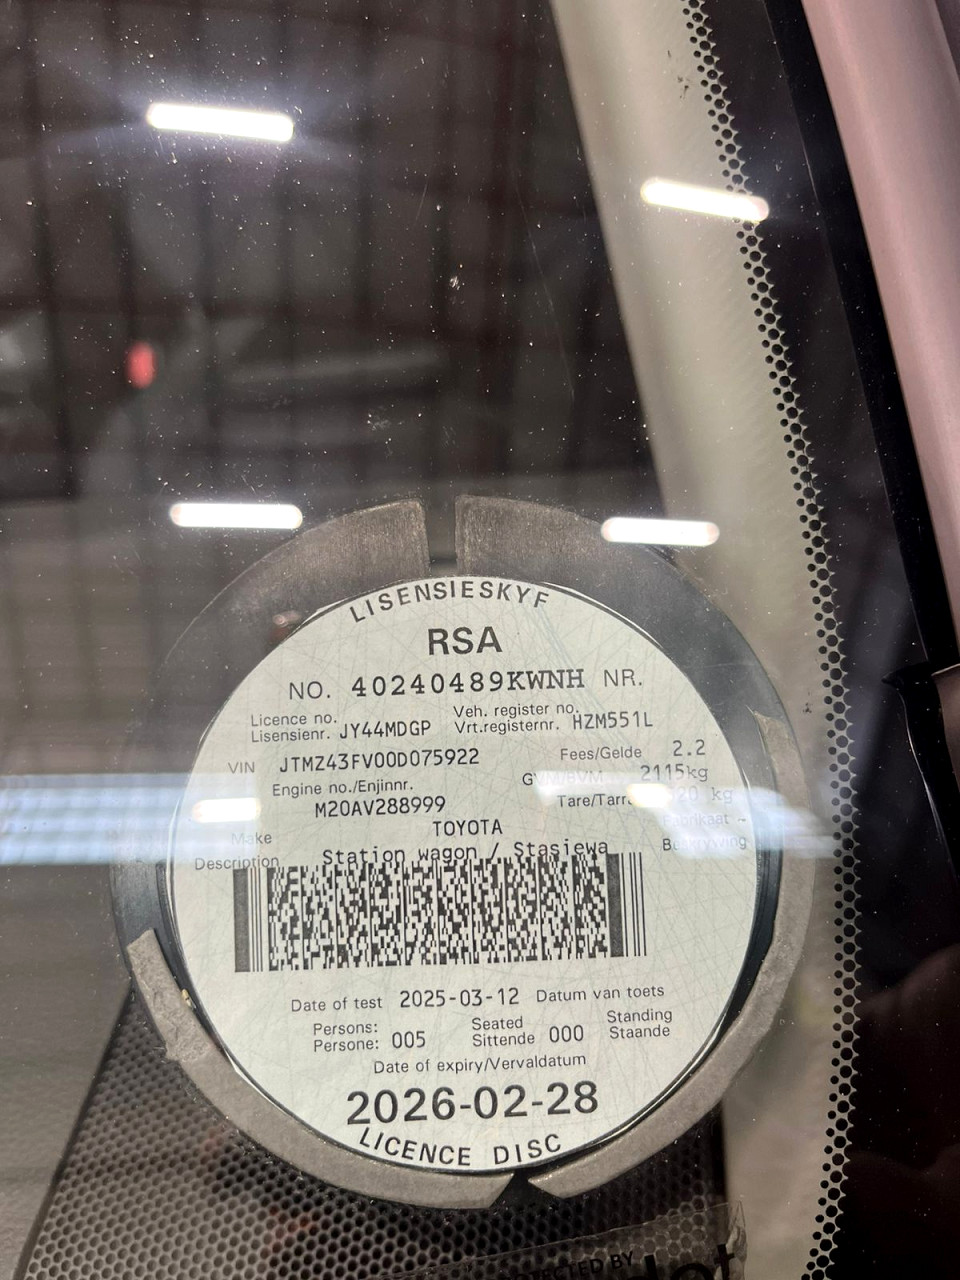 LISENSIESKYF
RSA
NO. 40240489KWNH NR.
Licence no. Veh. register no.
Lisensienr. JY44MDGP Vrt.registernr. HZM551L
VIN JTMZ43FV00D075922 Fees/Gelde 2.2
Engine no./Enjinnr. 2115kg
M20AV288999 Tare/Tarra kg
Make TOYOTA Fabrikaat
Description Station wagon / Stasiewa Beskrywing
Date of test 2025-03-12 Datum van toets
Persons: Seated Standing
Persone: 005 Sittende 000 Staande
Date of expiry/Vervaldatum
2026-02-28
LICENCE DISC
BY